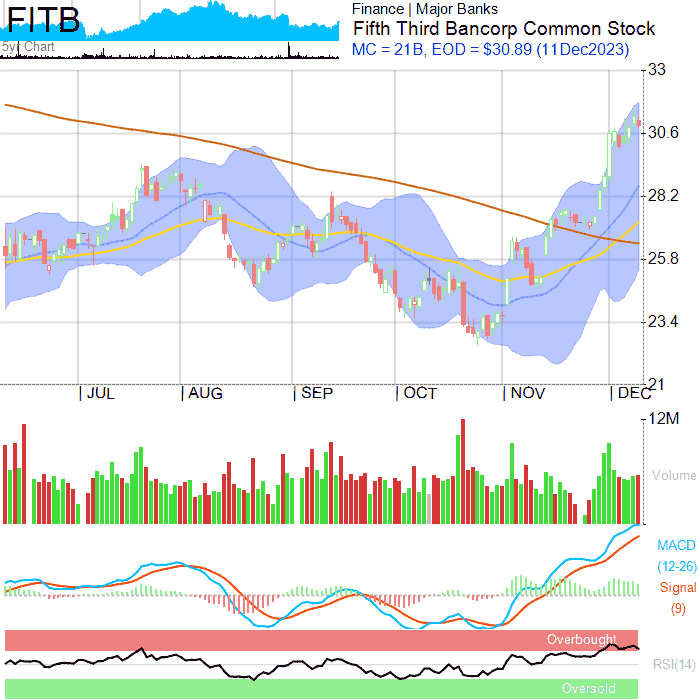 FITB
5yr Chart
Finance | Major Banks
Fifth Third Bancorp Common Stock
MC = 21B, EOD = $30.89 (11Dec2023)
33
30.6
28.2
25.8
23.4
21
| JUL
| AUG
| SEP
| OCT
| NOV
| DEC
12M
Volume
MACD
(12-26)
Signal
(9)
Overbought
RSI(14)
Oversold